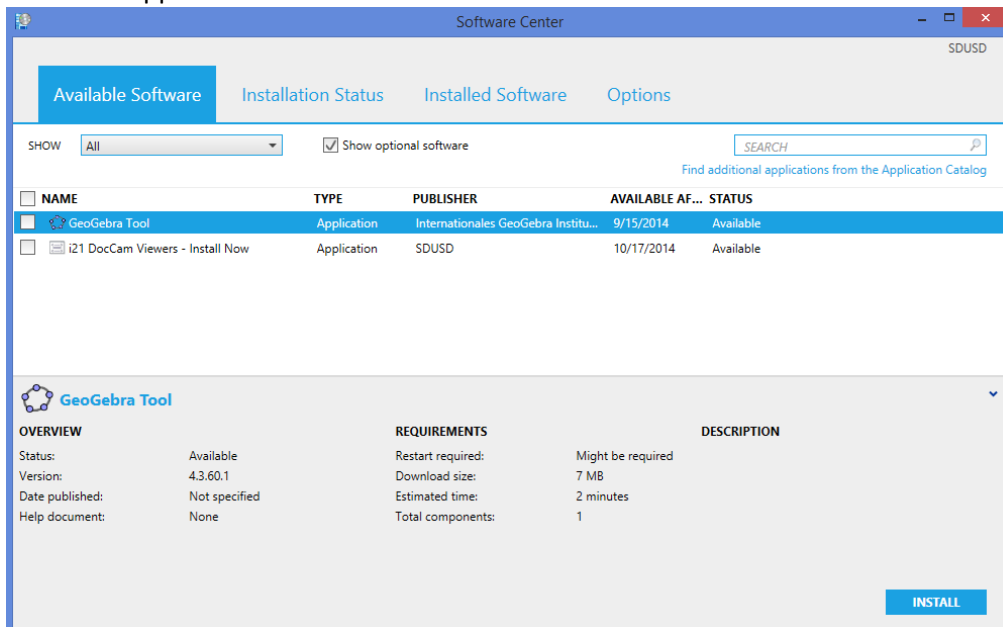 Software Center
SDUSD
Available Software Installation Status Installed Software Options
SHOW All Show optional software SEARCH
Find additional applications from the Application Catalog
NAME TYPE PUBLISHER AVAILABLE AF... STATUS
GeoGebra Tool Application Internationales GeoGebra Institu... 9/15/2014 Available
i21 DocCam Viewers - Install Now Application SDUSD 10/17/2014 Available
GeoGebra Tool
OVERVIEW REQUIREMENTS DESCRIPTION
Status: Available Restart required: Might be required
Version: 4.3.60.1 Download size: 7 MB
Date published: Not specified Estimated time: 2 minutes
Help document: None Total components: 1
INSTALL